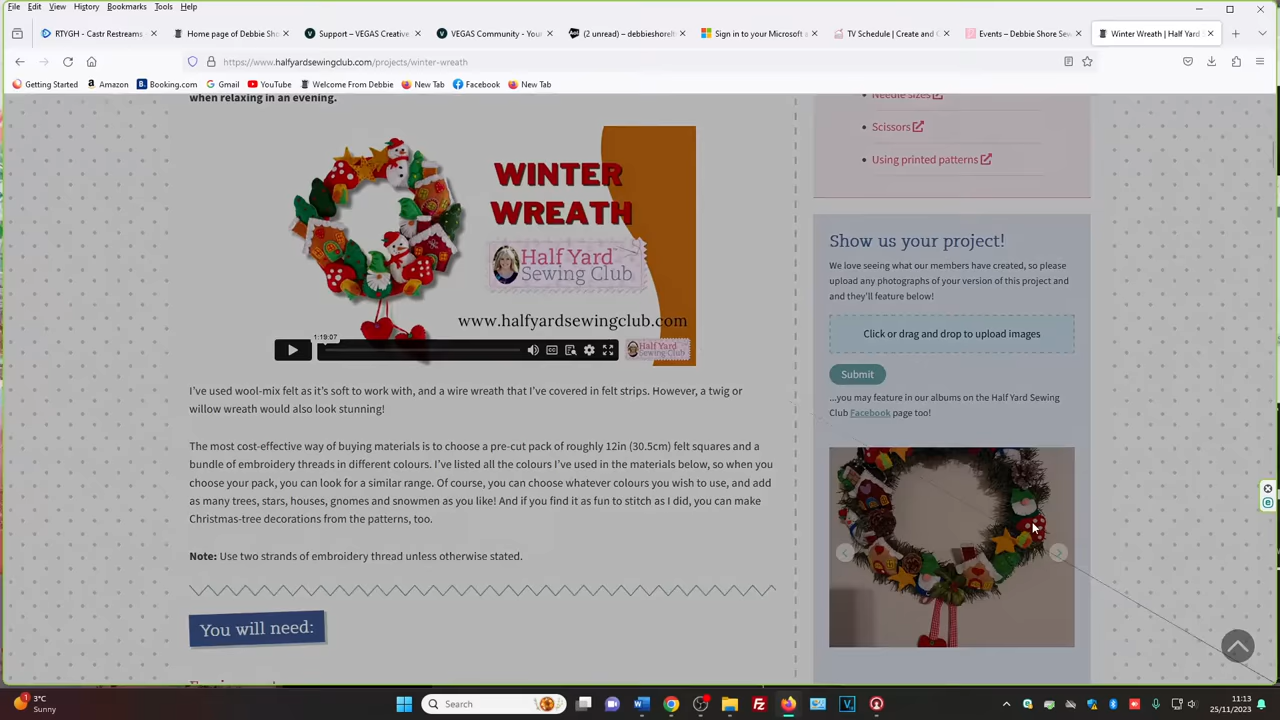 File Edit View History Bookmarks Tools Help
RTYGH - Castr Restreams
Home page of Debbie Sh
Support – VEGAS Creative
VEGAS Community - You
(2 unread) – debbieshorel
Sign in to your Microsoft
TV Schedule | Create and C
Events – Debbie Shore Sew
Winter Wreath | Half Yard
https://www.halfyardsewingclub.com/projects/winter-wreath
Getting Started
Amazon
Booking.com
Gmail
YouTube
Welcome From Debbie
New Tab
Facebook
New Tab
when relaxing in an evening.
WINTER
WREATH
Half Yard
Sewing Club
www.halfyardsewingclub.com
1:19:07
Half Yard
Sewing Club
I've used wool-mix felt as it's soft to work with, and a wire wreath that I've covered in felt strips. However, a twig or
willow wreath would also look stunning!
The most cost-effective way of buying materials is to choose a pre-cut pack of roughly 12in (30.5cm) felt squares and a
bundle of embroidery threads in different colours. I've listed all the colours I've used in the materials below, so when you
choose your pack, you can look for a similar range. Of course, you can choose whatever colours you wish to use, and add
as many trees, stars, houses, gnomes and snowmen as you like! And if you find it as fun to stitch as I did, you can make
Christmas-tree decorations from the patterns, too.
Note: Use two strands of embroidery thread unless otherwise stated.
You will need:
Needle sizes
Scissors
Using printed patterns
Show us your project!
We love seeing what our members have created, so please
upload any photographs of your version of this project and
and they'll feature below!
Click or drag and drop to upload images
Submit
...you may feature in our albums on the Half Yard Sewing
Club Facebook page too!
3°C
Sunny
Search
11:13
25/11/2023